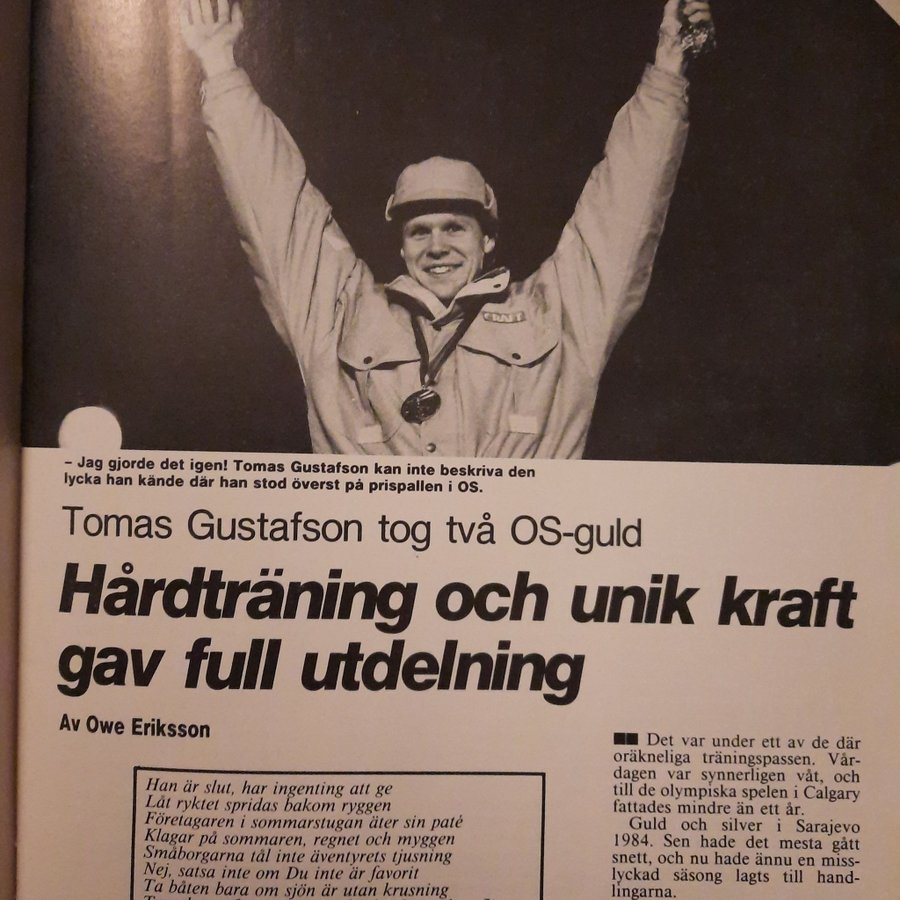 CRAFT
– Jag gjorde det igen! Tomas Gustafson kan inte beskriva den
lycka han kände där han stod överst på prispallen i OS.
Tomas Gustafson tog två OS-guld
Hårdträning och unik kraft
gav full utdelning
Av Owe Eriksson
Han är slut, har ingenting att ge
Låt ryktet spridas bakom ryggen
Företagaren i sommarstugan äter sin paté
Klagar på sommaren, regnet och myggen
Småborgarna tål inte äventyrets tjusning
Nej, satsa inte om Du inte är favorit
Ta båten bara om sjön är utan krusning
Det var under ett av de där
oräkneliga träningspassen. Vår-
dagen var synnerligen våt, och
till de olympiska spelen i Calgary
fattades mindre än ett år.
Guld och silver i Sarajevo
1984. Sen hade det mesta gått
snett, och nu hade ännu en miss-
lyckad säsong lagts till hand-
lingarna.